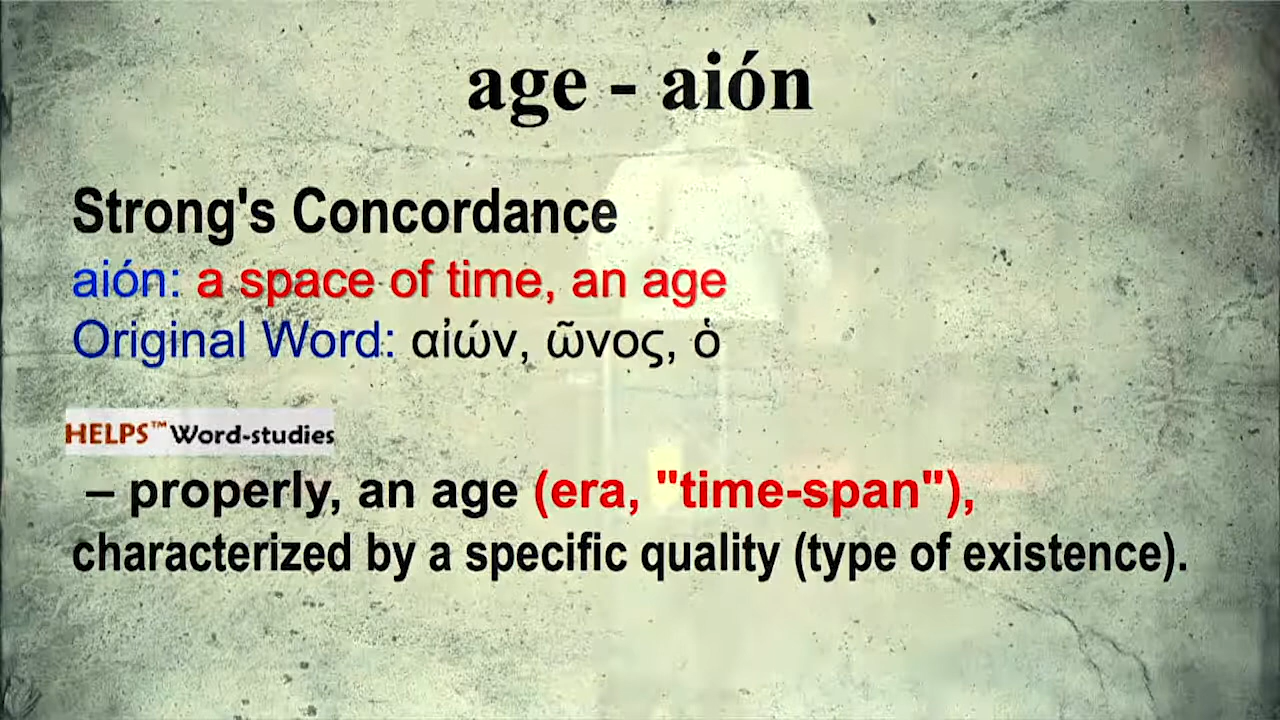 age - aión
Strong's Concordance
aión: a space of time, an age
Original Word: αἰών, ῶνος, ὁ
HELPS™ Word-studies
– properly, an age (era, "time-span"),
characterized by a specific quality (type of existence).